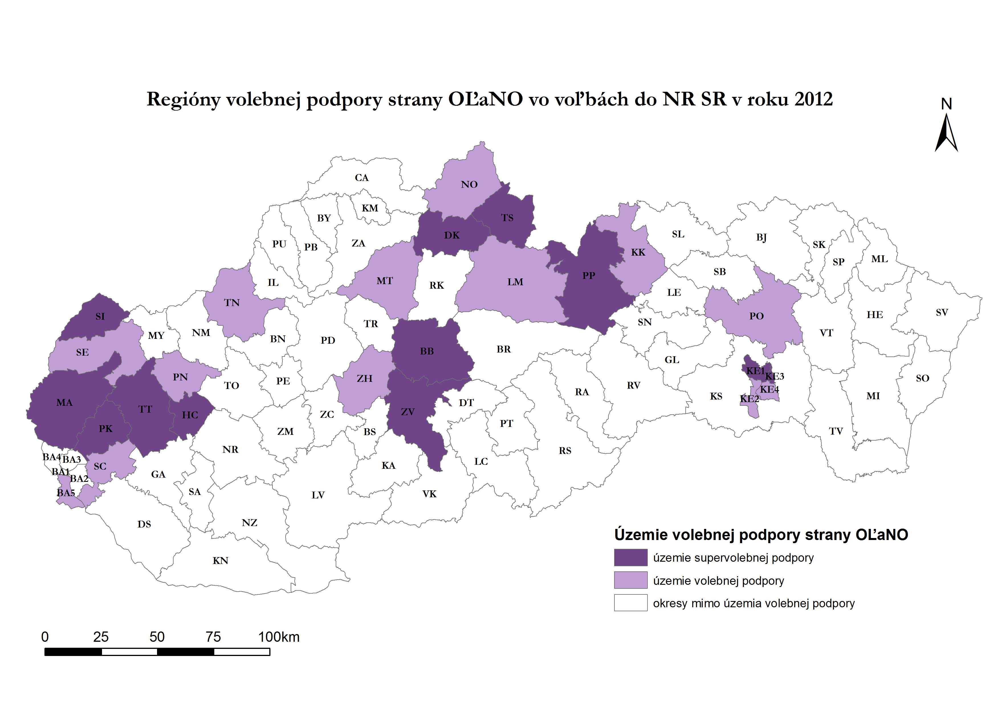 Regióny volebnej podpory strany OĽaNO vo voľbách do NR SR v roku 2012
N
CA
NO
KM
BY
TS
PU
PB
ZA
DK
SL
BJ
SK
KK
SP
ML
IL
MT
RK
LM
PP
SB
LE
TN
SI
MY
NM
BN
PD
TR
SN
PO
VT
HE
SV
SE
BB
BR
GL
PN
TO
PE
ZH
RA
RV
KE1
KE3
SO
MA
TT
HC
PK
ZC
ZV
DT
KS
KE2
KE4
MI
ZM
BS
PT
TV
NR
RS
BA4
BA3
SC
BA1
BA2
BA5
GA
SA
KA
LC
LV
VK
DS
NZ
KN
Územie volebnej podpory strany OĽaNO
územie supervolebnej podpory
územie volebnej podpory
okresy mimo územia volebnej podpory
0 25 50 75 100km